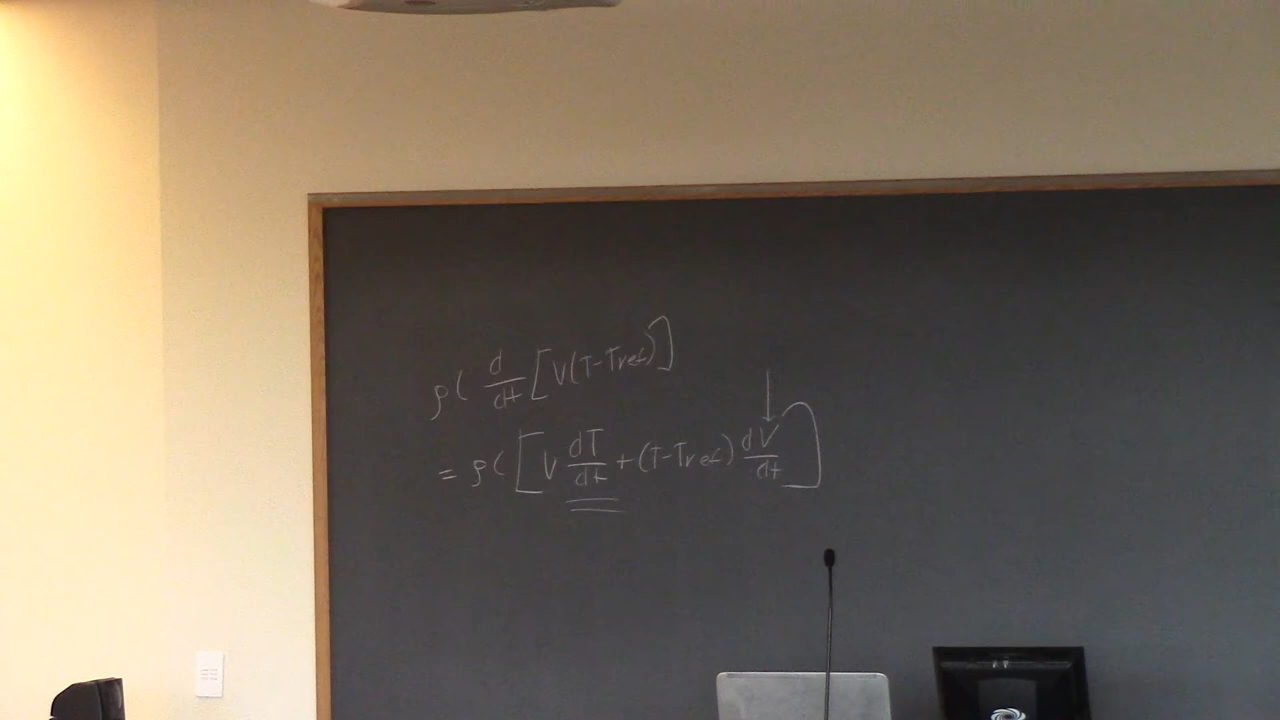 ρC d/dt [V(T-Tref)]
= ρC [V dT/dt + (T-Tref) dV/dt]